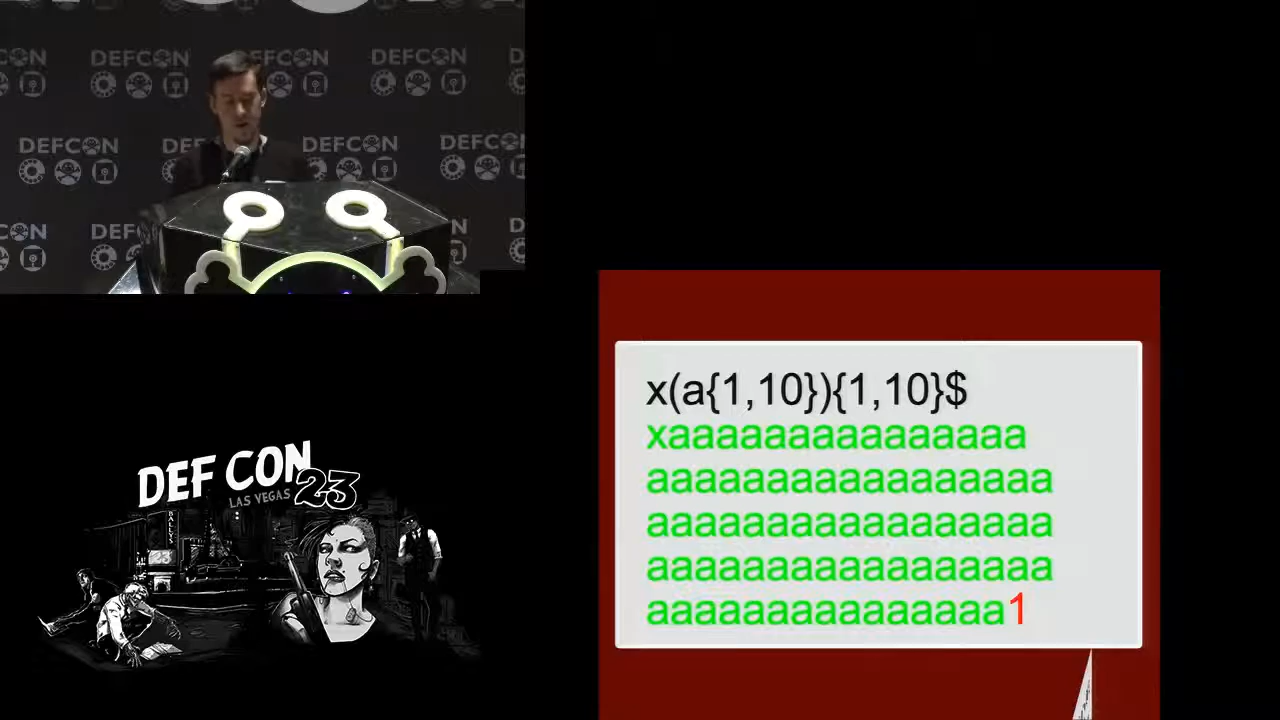 DEFCON
DEFCON
DEFCON
DEFCON
DEFCON
DEFCON
DEFCON
DEF CON
23
LAS VEGAS
BALLYS
x(a{1,10}){1,10}$
xaaaaaaaaaaaaaaa
aaaaaaaaaaaaaaaaa
aaaaaaaaaaaaaaaaa
aaaaaaaaaaaaaaaaa
aaaaaaaaaaaaaaa1